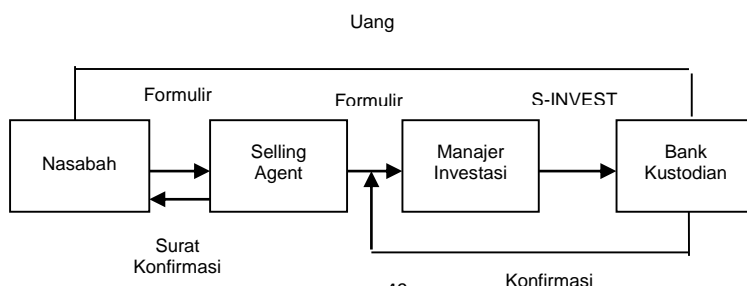 Uang
Formulir
Formulir
S-INVEST
Nasabah
Selling
Agent
Manajer
Investasi
Bank
Kustodian
Surat
Konfirmasi
Konfirmasi